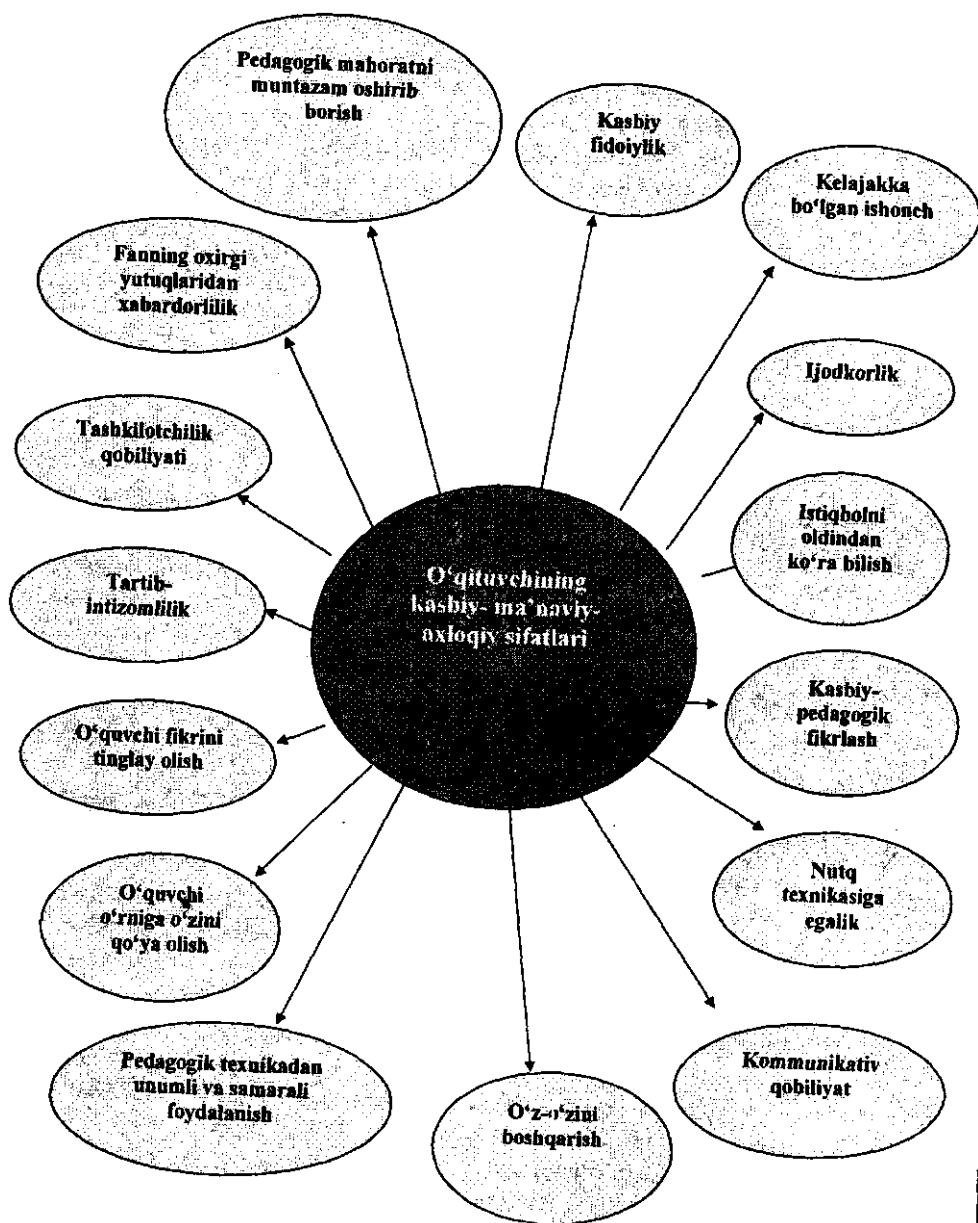 Pedagogik mahoratni
muntazam oshirib
borish
Kasbiy
fidoiylik
Kelajakka
bo‘lgan ishonch
Fanning oxirgi
yutuqlaridan
xabardorlilik
Ijodkorlik
Tashkilotchilik
qobiliyati
Istiqbolni
oldindan
ko‘ra bilish
O‘qituvchining
kasbiy- ma’naviy-
axloqiy sifatlari
Tartib-
intizomlilik
Kasbiy-
pedagogik
fikrlash
O‘quvchi fikrini
tinglay olish
Nutq
texnikasiga
egalik
O‘quvchi
o‘rniga o‘zini
qo‘ya olish
Pedagogik texnikadan
unumli va samarali
foydalanish
Kommunikativ
qobiliyat
O‘z-o‘zini
boshqarish